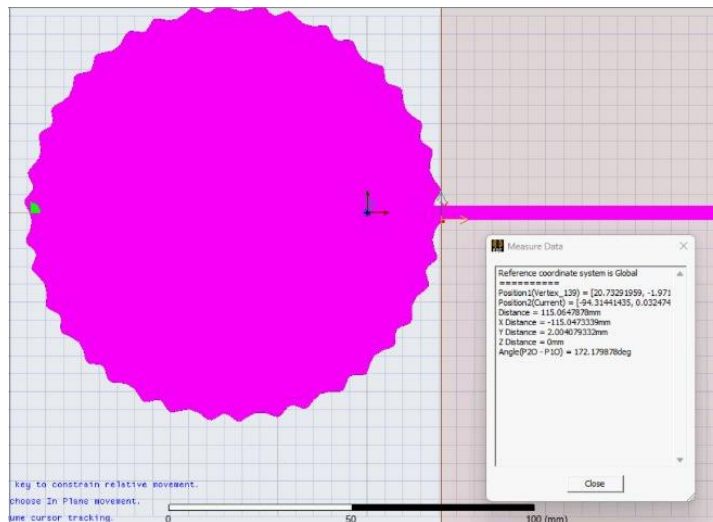 Measure Data
Reference coordinate system is Global
==========
Position1(Vertex_139) = [20.73291959, -1.971
Position2(Current) = [-94.31441435, 0.032474
Distance = 115.0647878mm
X Distance = -115.0473339mm
Y Distance = 2.004079332mm
Z Distance = 0mm
Angle(P2O - P1O) = 172.179878deg
Close
key to constrain relative movement.
choose In Plane movement.
ume cursor tracking.
0 50 100 (mm)